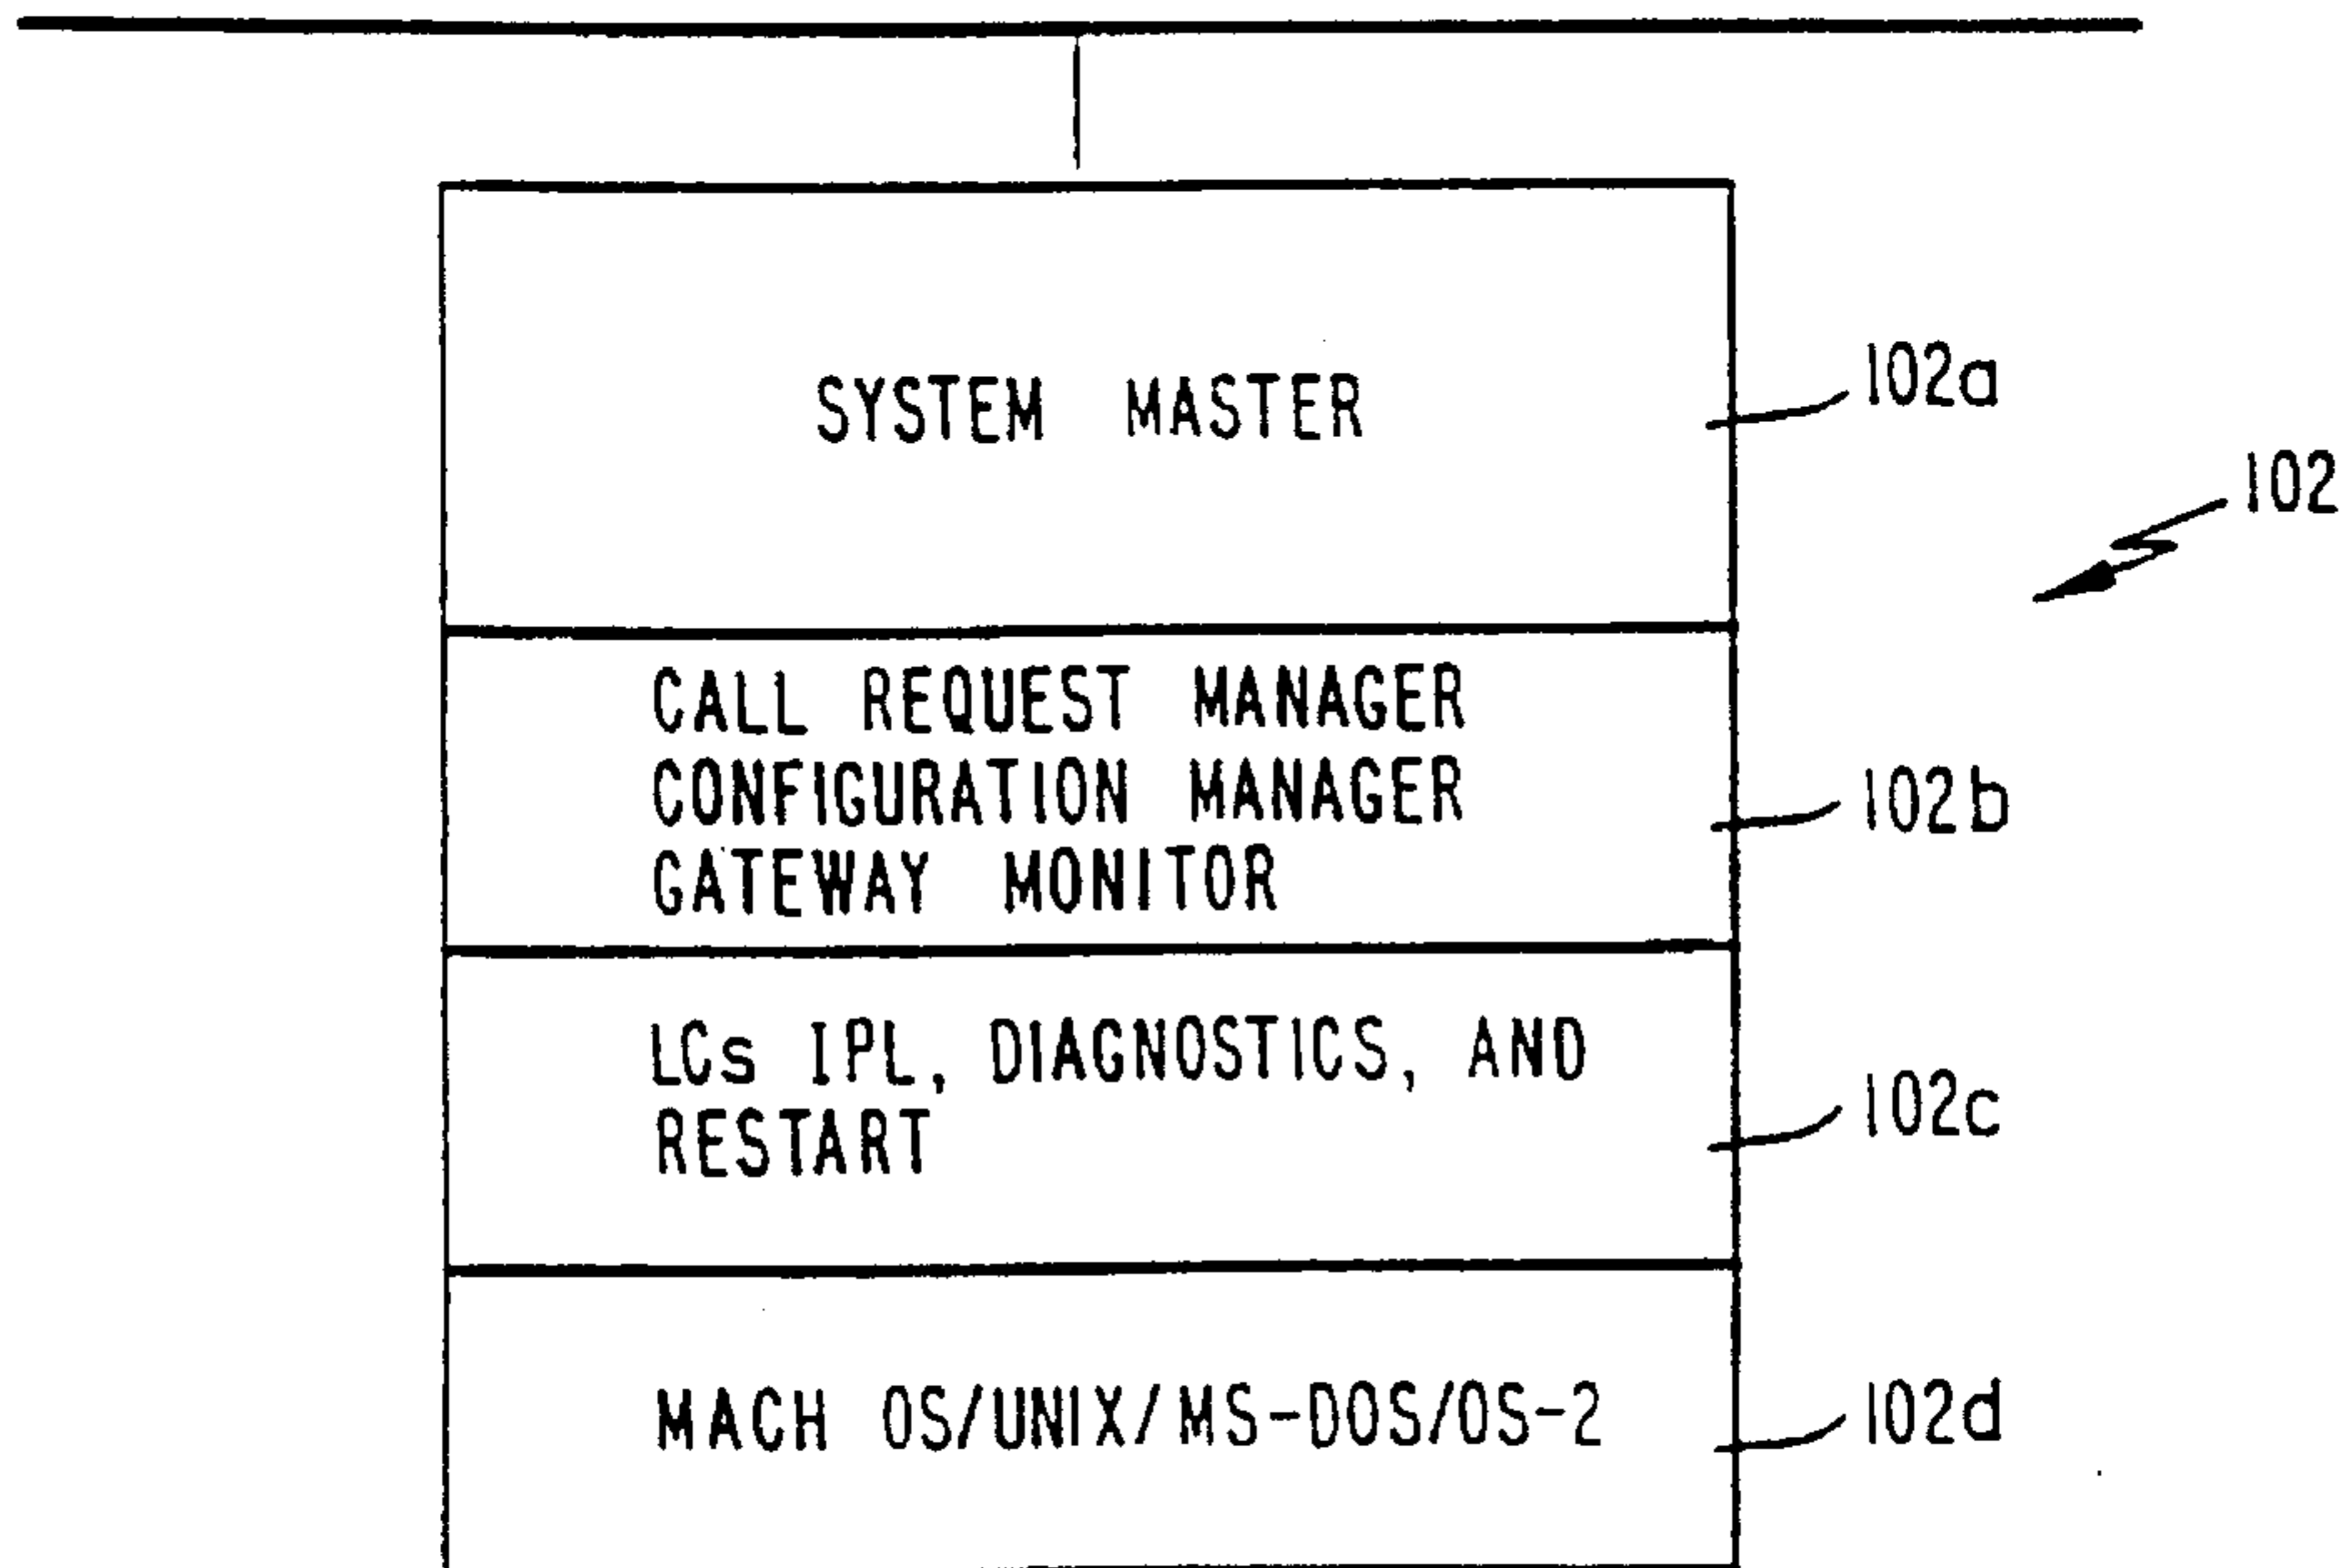 SYSTEM MASTER
102a
102
CALL REQUEST MANAGER
CONFIGURATION MANAGER
GATEWAY MONITOR
102b
LCs IPL, DIAGNOSTICS, AND
RESTART
102c
MACH OS/UNIX/MS-DOS/OS-2
102d